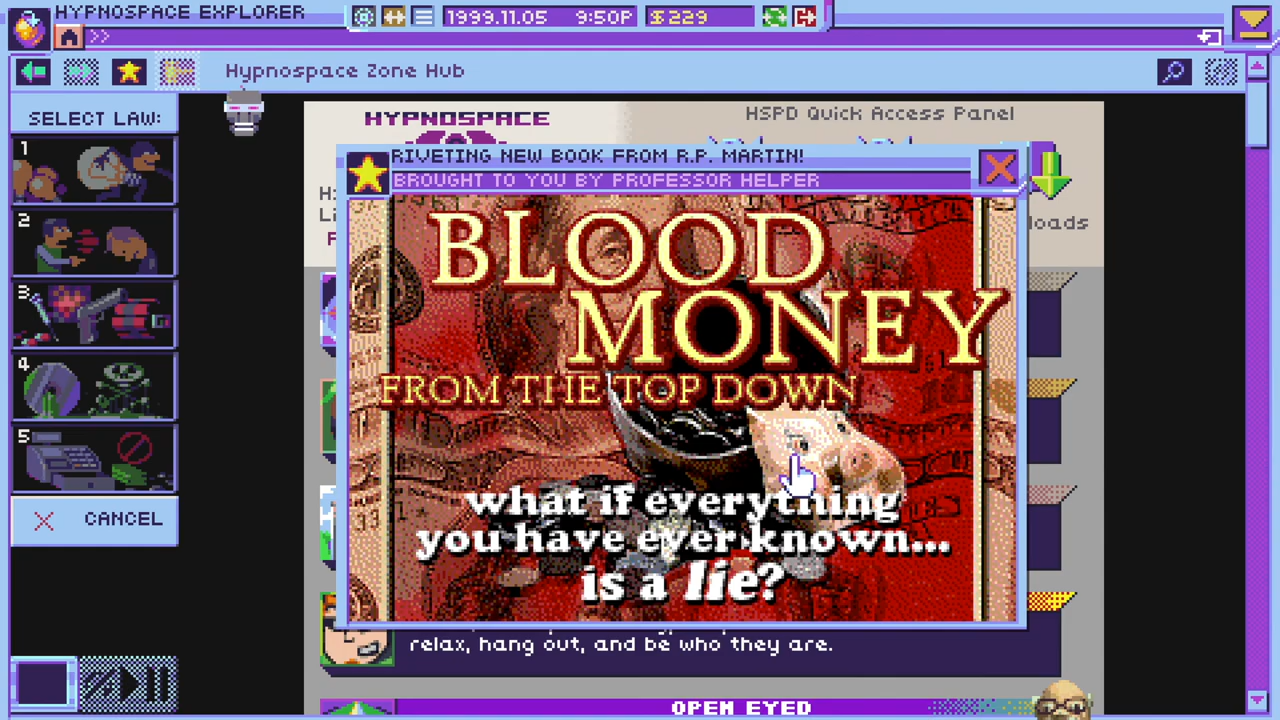 HYPNOSPACE EXPLORER
1999.11.05 9:50P
229
>>
Hypnospace Zone Hub
SELECT LAW:
1
2
3
4
5
CANCEL
HYPNOSPACE
HSPD Quick Access Panel
loads
RIVETING NEW BOOK FROM R.P. MARTIN!
BROUGHT TO YOU BY PROFESSOR HELPER
BLOOD
MONEY
FROM THE TOP DOWN
what if everything
you have ever known...
is a lie?
relax, hang out, and be who they are.
OPEN EYED